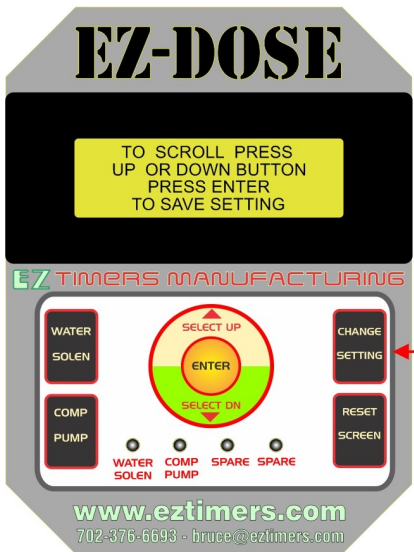 EZ-DOSE
TO SCROLL PRESS
UP OR DOWN BUTTON
PRESS ENTER
TO SAVE SETTING
EZ TIMERS MANUFACTURING
WATER
SOLEN
COMP
PUMP
SELECT UP
ENTER
SELECT DN
CHANGE
SETTING
RESET
SCREEN
WATER
SOLEN
COMP
PUMP
SPARE
SPARE
www.eztimers.com
702-376-6693 - bruce@eztimers.com